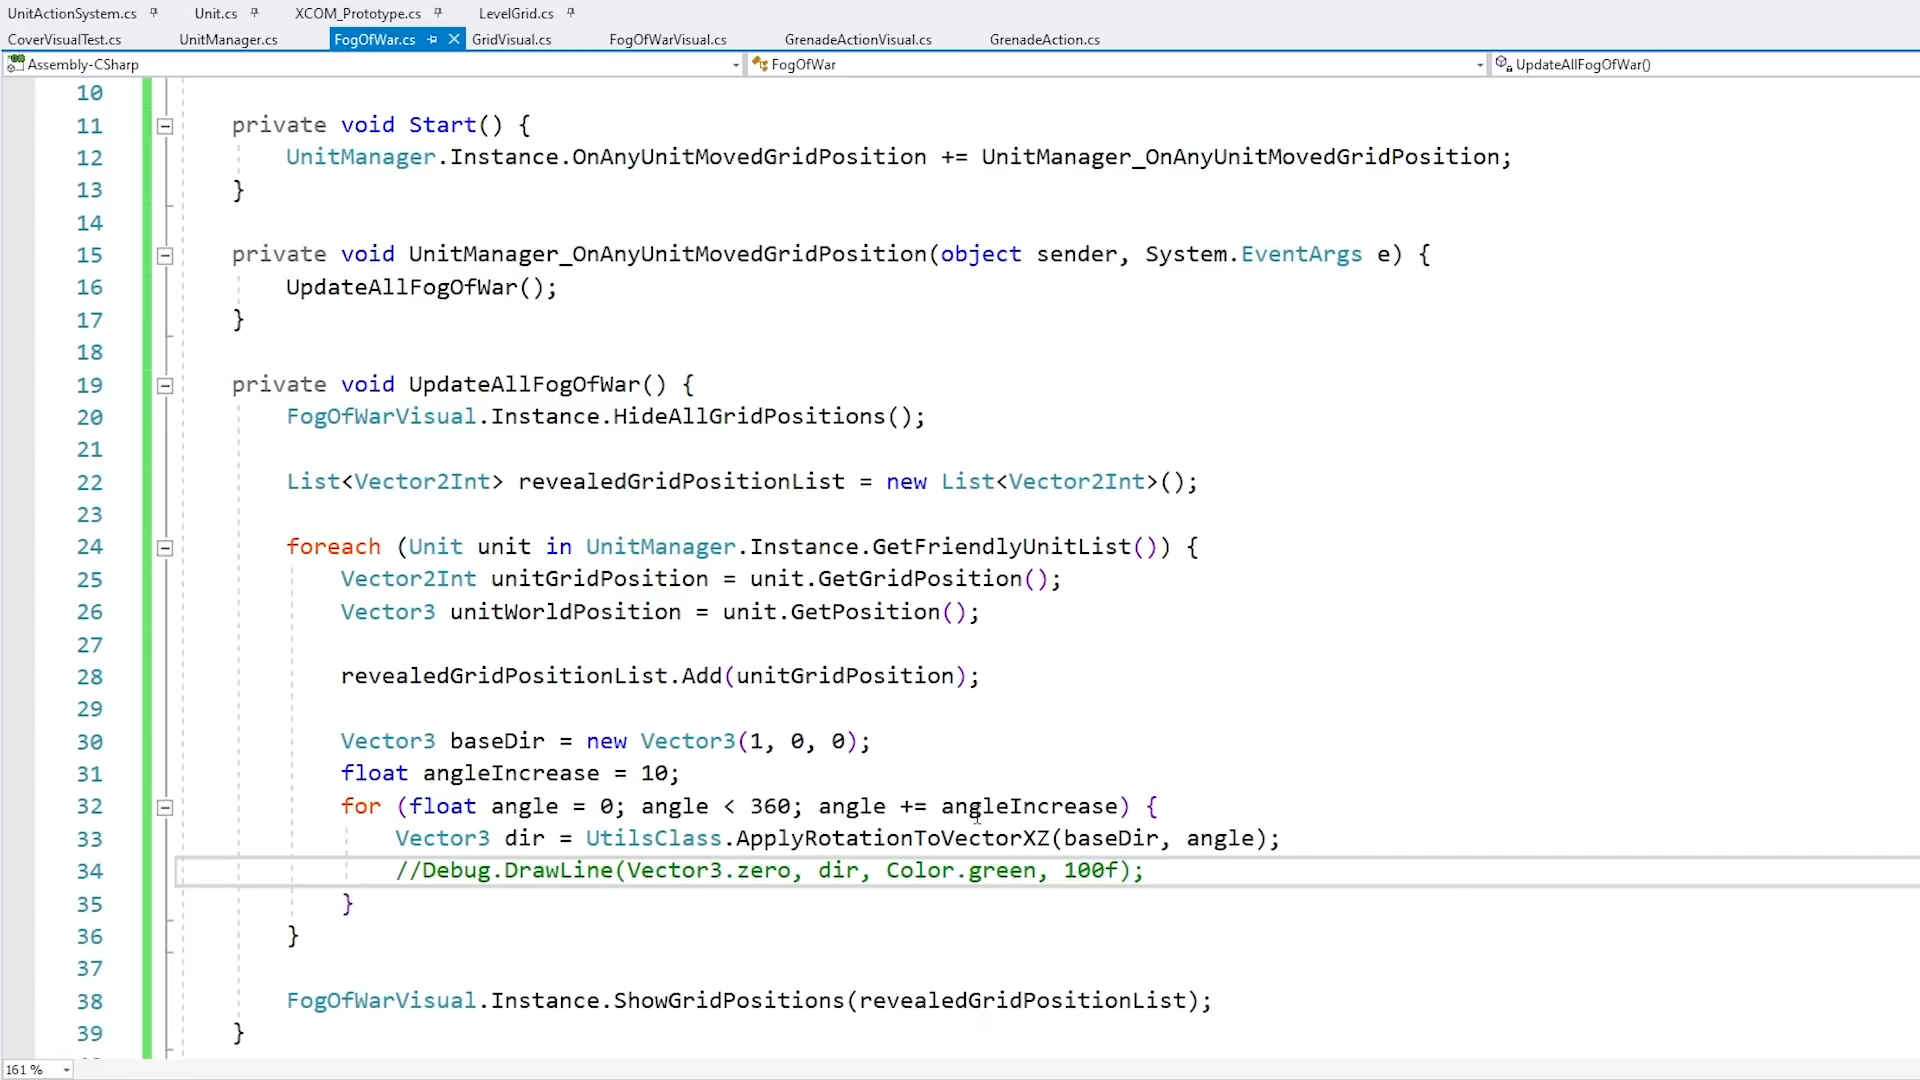 UnitActionSystem.cs Unit.cs XCOM_Prototype.cs LevelGrid.cs
CoverVisualTest.cs UnitManager.cs FogOfWar.cs GridVisual.cs FogOfWarVisual.cs GrenadeActionVisual.cs GrenadeAction.cs
Assembly-CSharp FogOfWar UpdateAllFogOfWar()
10
11 private void Start() {
12 UnitManager.Instance.OnAnyUnitMovedGridPosition += UnitManager_OnAnyUnitMovedGridPosition;
13 }
14
15 private void UnitManager_OnAnyUnitMovedGridPosition(object sender, System.EventArgs e) {
16 UpdateAllFogOfWar();
17 }
18
19 private void UpdateAllFogOfWar() {
20 FogOfWarVisual.Instance.HideAllGridPositions();
21
22 List<Vector2Int> revealedGridPositionList = new List<Vector2Int>();
23
24 foreach (Unit unit in UnitManager.Instance.GetFriendlyUnitList()) {
25 Vector2Int unitGridPosition = unit.GetGridPosition();
26 Vector3 unitWorldPosition = unit.GetPosition();
27
28 revealedGridPositionList.Add(unitGridPosition);
29
30 Vector3 baseDir = new Vector3(1, 0, 0);
31 float angleIncrease = 10;
32 for (float angle = 0; angle < 360; angle += angleIncrease) {
33 Vector3 dir = UtilsClass.ApplyRotationToVectorXZ(baseDir, angle);
34 //Debug.DrawLine(Vector3.zero, dir, Color.green, 100f);
35 }
36 }
37
38 FogOfWarVisual.Instance.ShowGridPositions(revealedGridPositionList);
39 }
161 %